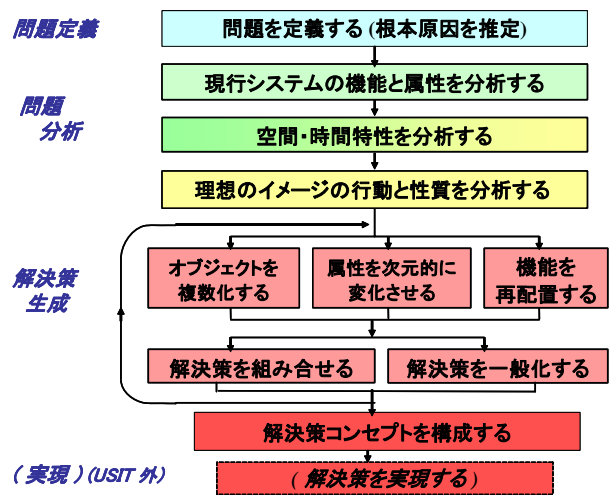 問題定義
問題を定義する (根本原因を推定)
現行システムの機能と属性を分析する
問題
分析
空間・時間特性を分析する
理想のイメージの行動と性質を分析する
解決策
生成
オブジェクトを
複数化する
属性を次元的に
変化させる
機能を
再配置する
解決策を組み合せる
解決策を一般化する
解決策コンセプトを構成する
( 実現 ) (USIT 外)
( 解決策を実現する )